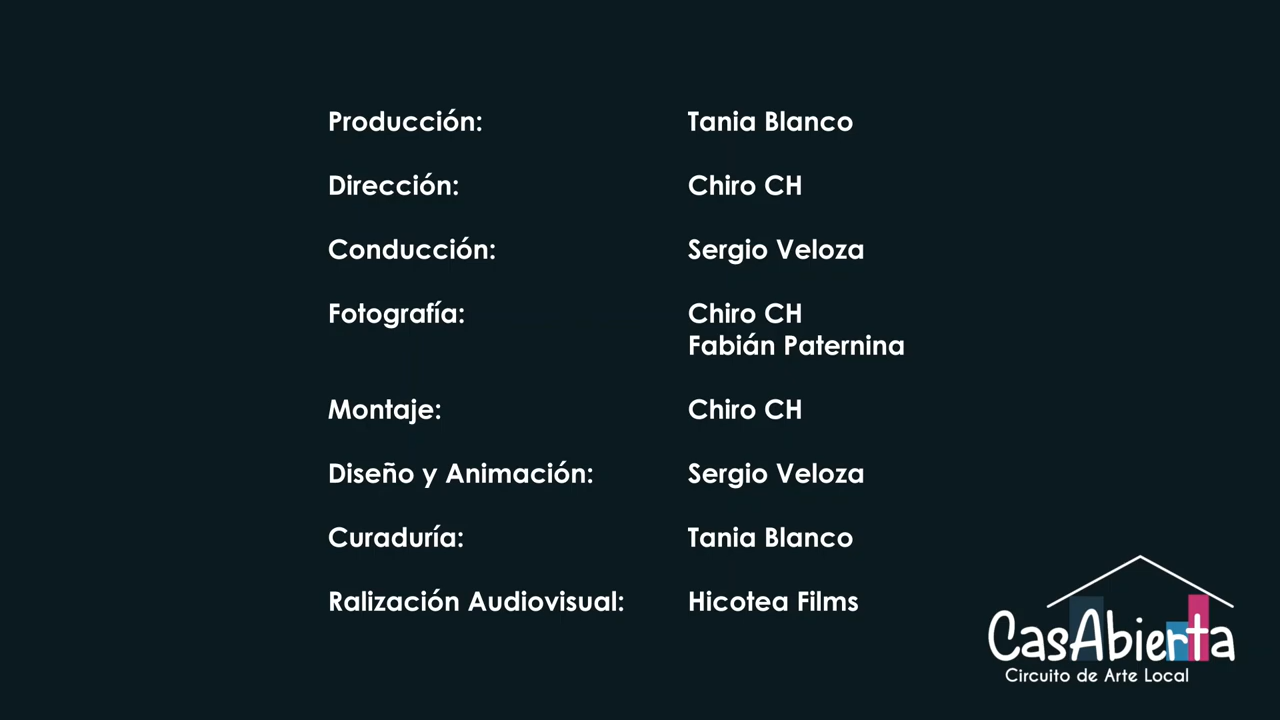 Producción: Tania Blanco
Dirección: Chiro CH
Conducción: Sergio Veloza
Fotografía: Chiro CH
Fabián Paternina
Montaje: Chiro CH
Diseño y Animación: Sergio Veloza
Curaduría: Tania Blanco
Ralización Audiovisual: Hicotea Films
CasAbierta
Circuito de Arte Local